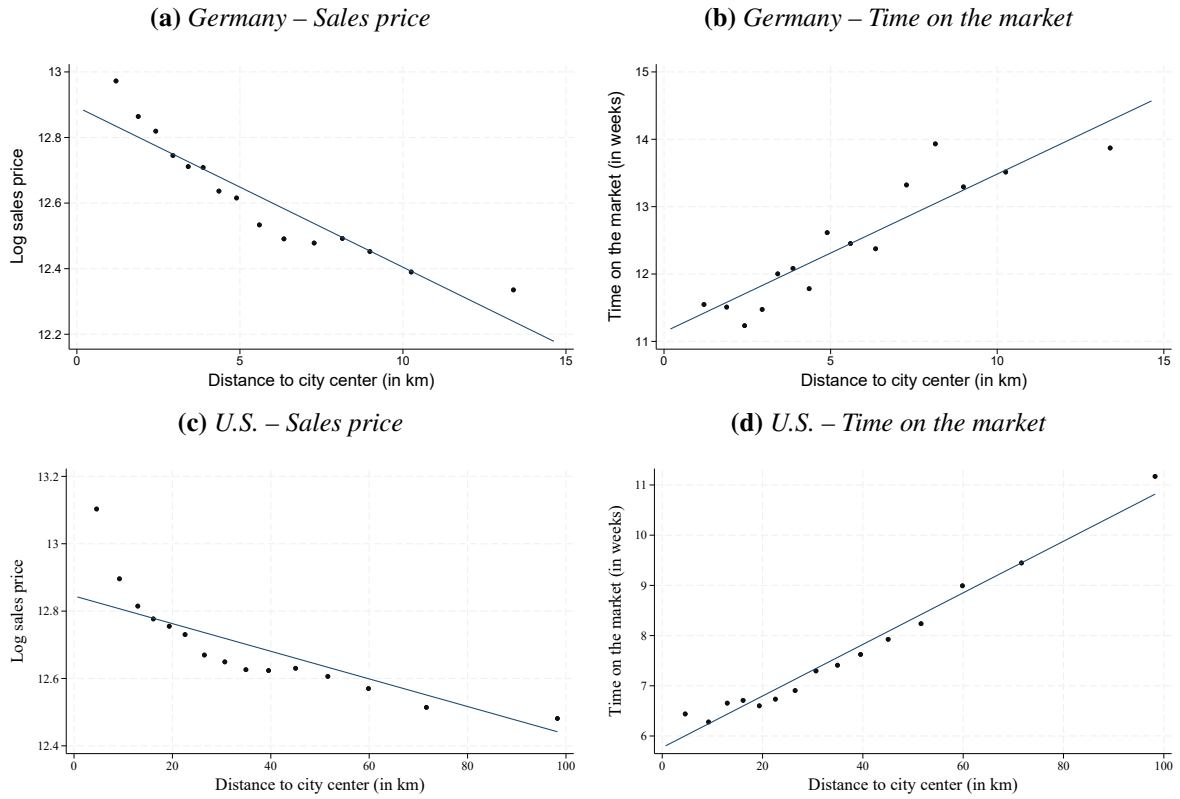 (a) Germany – Sales price
13
12.8
12.6
12.4
12.2
Log sales price
0 5 10 15
Distance to city center (in km)
(b) Germany – Time on the market
15
14
13
12
11
Time on the market (in weeks)
0 5 10 15
Distance to city center (in km)
(c) U.S. – Sales price
13.2
13
12.8
12.6
12.4
Log sales price
0 20 40 60 80 100
Distance to city center (in km)
(d) U.S. – Time on the market
11
10
9
8
7
6
Time on the market (in weeks)
0 20 40 60 80 100
Distance to city center (in km)